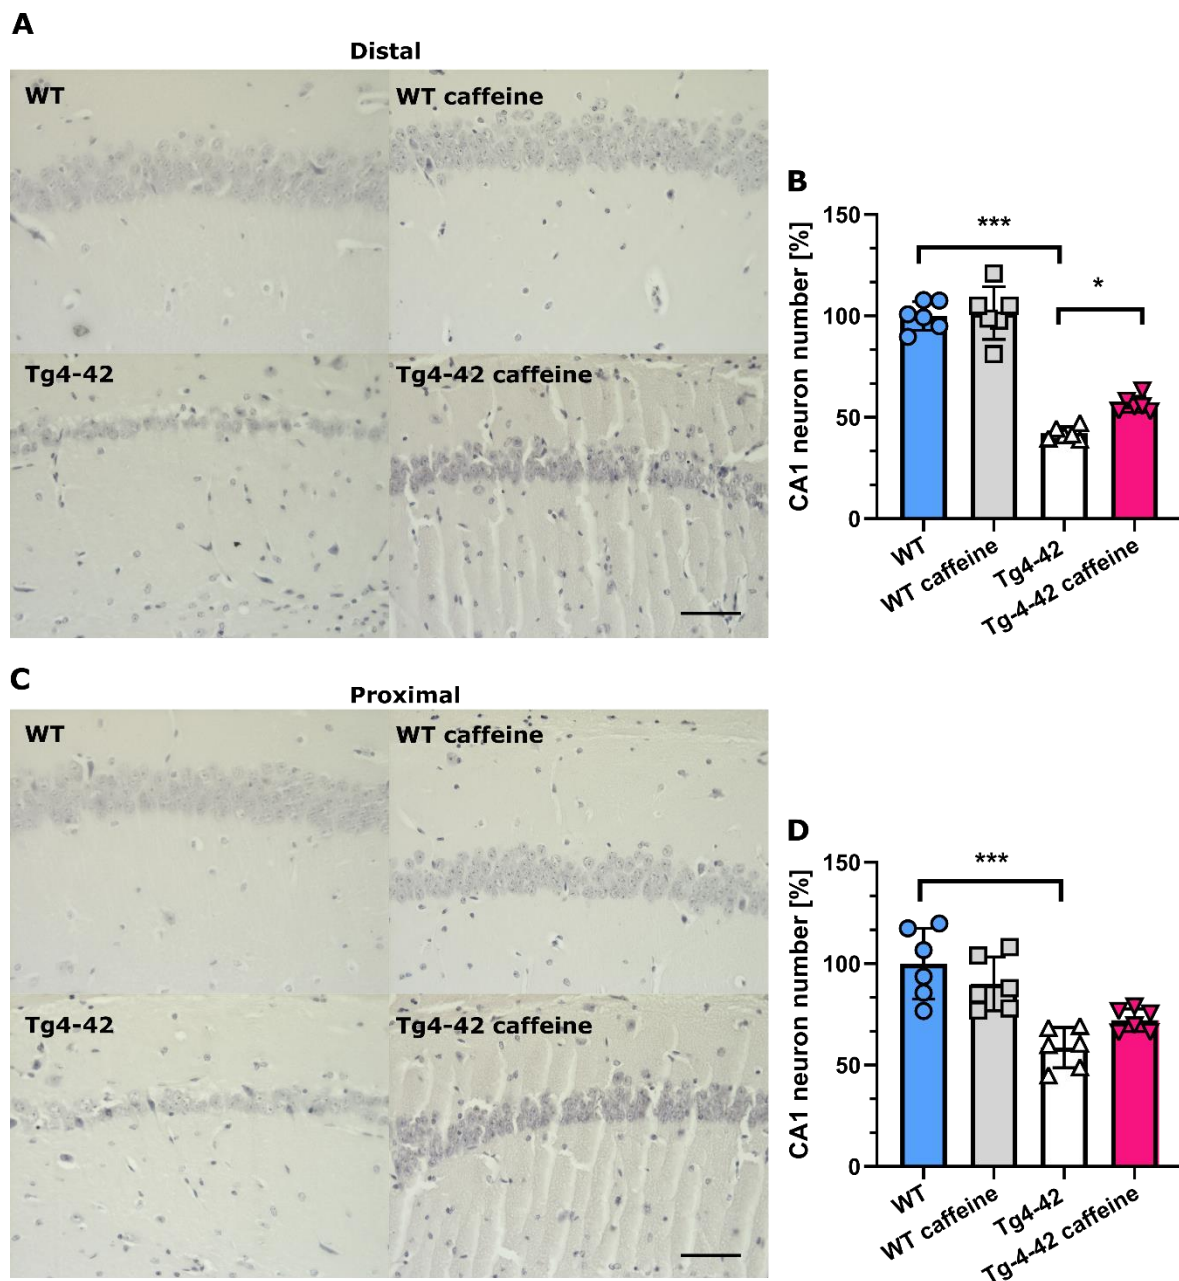 A
Distal
WT
WT caffeine
Tg4-42
Tg4-42 caffeine
B
CA1 neuron number [%]
150
100
50
0
***
*
WT
WT caffeine
Tg4-42
Tg-4-42 caffeine
C
Proximal
WT
WT caffeine
Tg4-42
Tg4-42 caffeine
D
CA1 neuron number [%]
150
100
50
0
***
WT
WT caffeine
Tg4-42
Tg-4-42 caffeine